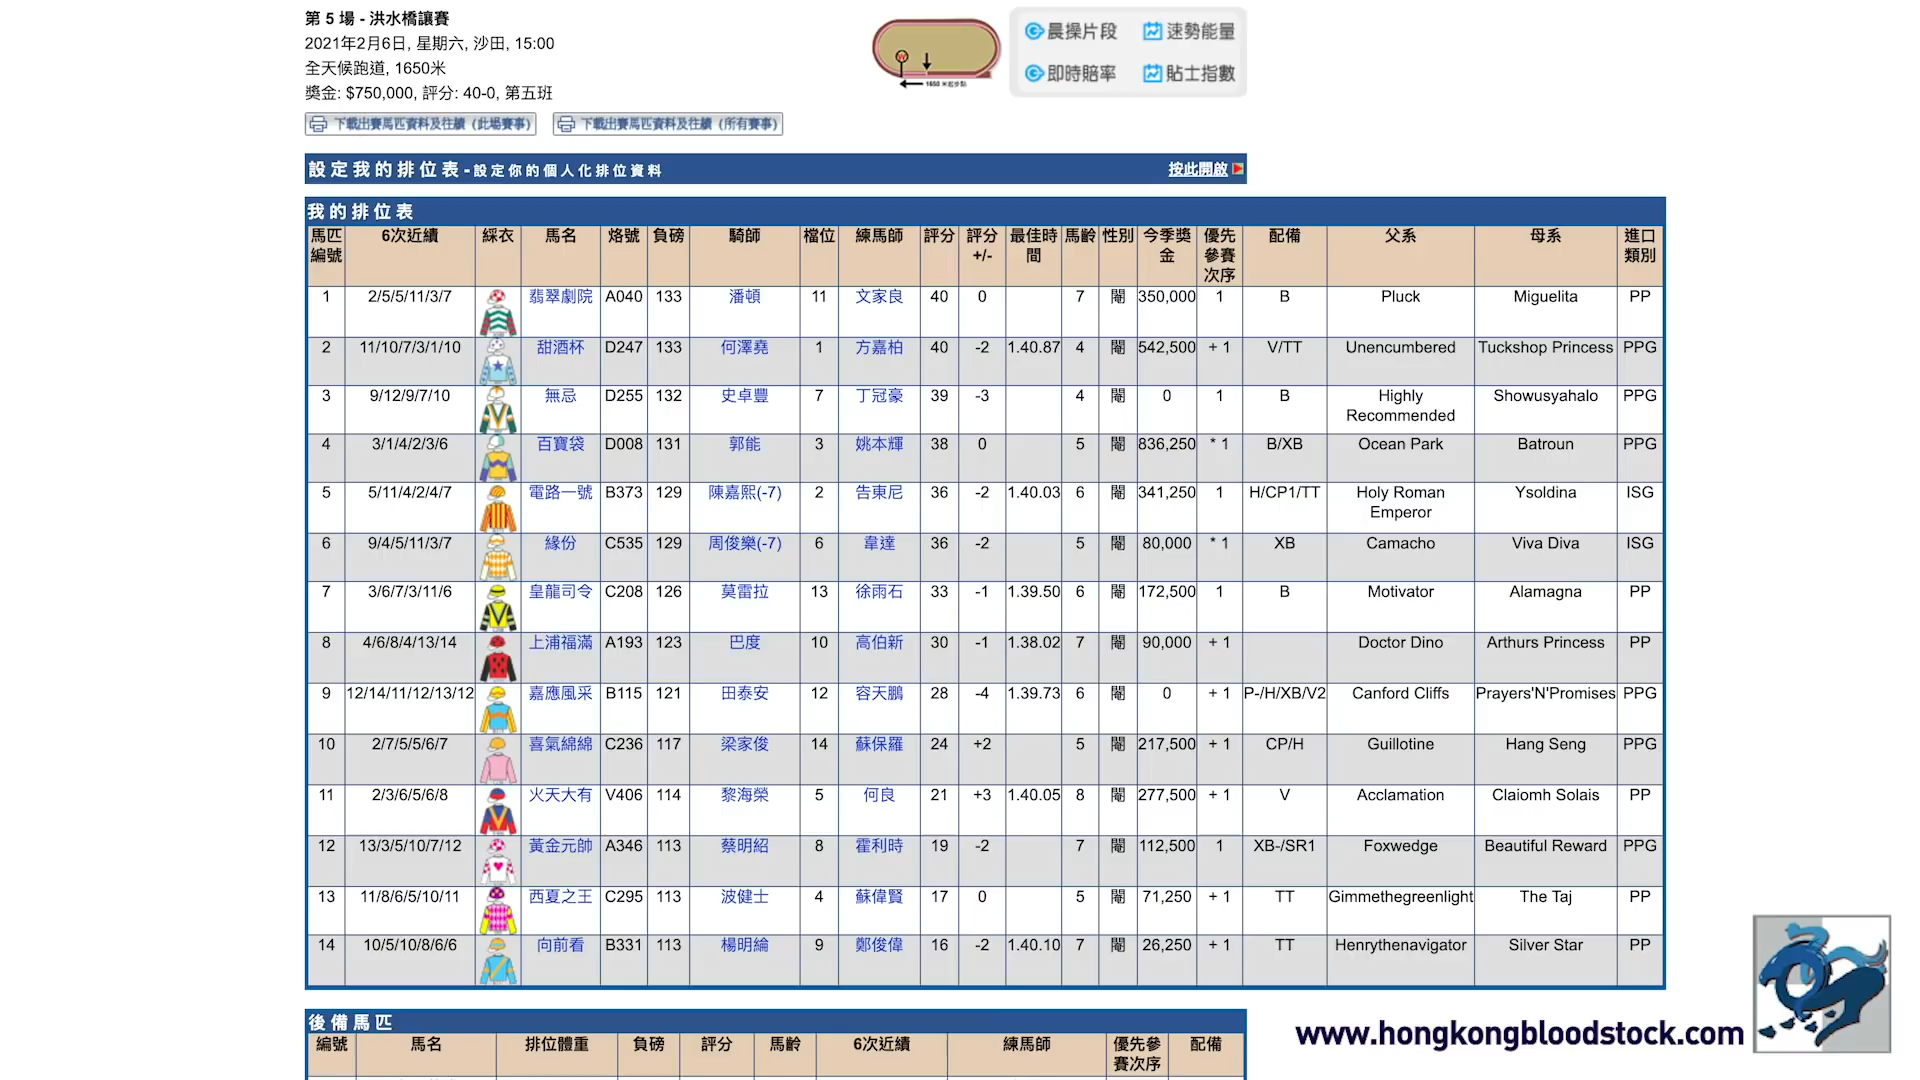 第 5 場 - 洪水橋讓賽
2021年2月6日, 星期六, 沙田, 15:00
全天候跑道, 1650米
獎金: $750,000, 評分: 40-0, 第五班
晨操片段 速勢能量
即時賠率 貼士指數
下載出賽馬匹資料及往績 (此場賽事) 下載出賽馬匹資料及往績 (所有賽事)
設定我的排位表 - 設定你的個人化排位資料 按此開啟
我的排位表
馬匹編號 6次近績 綵衣 馬名 烙號 負磅 騎師 檔位 練馬師 評分 評分+/- 最佳時間 馬齡 性別 今季獎金 優先參賽次序 配備 父系 母系 進口類別
1 2/5/5/11/3/7 翡翠劇院 A040 133 潘頓 11 文家良 40 0 7 閹 350,000 1 B Pluck Miguelita PP
2 11/10/7/3/1/10 甜酒杯 D247 133 何澤堯 1 方嘉柏 40 -2 1.40.87 4 閹 542,500 + 1 V/TT Unencumbered Tuckshop Princess PPG
3 9/12/9/7/10 無忌 D255 132 史卓豐 7 丁冠豪 39 -3 4 閹 0 1 B Highly Recommended Showusyahalo PPG
4 3/1/4/2/3/6 百寶袋 D008 131 郭能 3 姚本輝 38 0 5 閹 836,250 * 1 B/XB Ocean Park Batroun PPG
5 5/11/4/2/4/7 電路一號 B373 129 陳嘉熙(-7) 2 告東尼 36 -2 1.40.03 6 閹 341,250 1 H/CP1/TT Holy Roman Emperor Ysoldina ISG
6 9/4/5/11/3/7 緣份 C535 129 周俊樂(-7) 6 韋達 36 -2 5 閹 80,000 * 1 XB Camacho Viva Diva ISG
7 3/6/7/3/11/6 皇龍司令 C208 126 莫雷拉 13 徐雨石 33 -1 1.39.50 6 閹 172,500 1 B Motivator Alamagna PP
8 4/6/8/4/13/14 上浦福滿 A193 123 巴度 10 高伯新 30 -1 1.38.02 7 閹 90,000 + 1 Doctor Dino Arthurs Princess PP
9 12/14/11/12/13/12 嘉應風采 B115 121 田泰安 12 容天鵬 28 -4 1.39.73 6 閹 0 + 1 P-/H/XB/V2 Canford Cliffs Prayers'N'Promises PPG
10 2/7/5/5/6/7 喜氣綿綿 C236 117 梁家俊 14 蘇保羅 24 +2 5 閹 217,500 + 1 CP/H Guillotine Hang Seng PPG
11 2/3/6/5/6/8 火天大有 V406 114 黎海榮 5 何良 21 +3 1.40.05 8 閹 277,500 + 1 V Acclamation Claiomh Solais PP
12 13/3/5/10/7/12 黃金元帥 A346 113 蔡明紹 8 霍利時 19 -2 7 閹 112,500 1 XB-/SR1 Foxwedge Beautiful Reward PPG
13 11/8/6/5/10/11 西夏之王 C295 113 波健士 4 蘇偉賢 17 0 5 閹 71,250 + 1 TT Gimmethegreenlight The Taj PP
14 10/5/10/8/6/6 向前看 B331 113 楊明綸 9 鄭俊偉 16 -2 1.40.10 7 閹 26,250 + 1 TT Henrythenavigator Silver Star PP
後備馬匹
編號 馬名 排位體重 負磅 評分 馬齡 6次近績 練馬師 優先參賽次序 配備
www.hongkongbloodstock.com